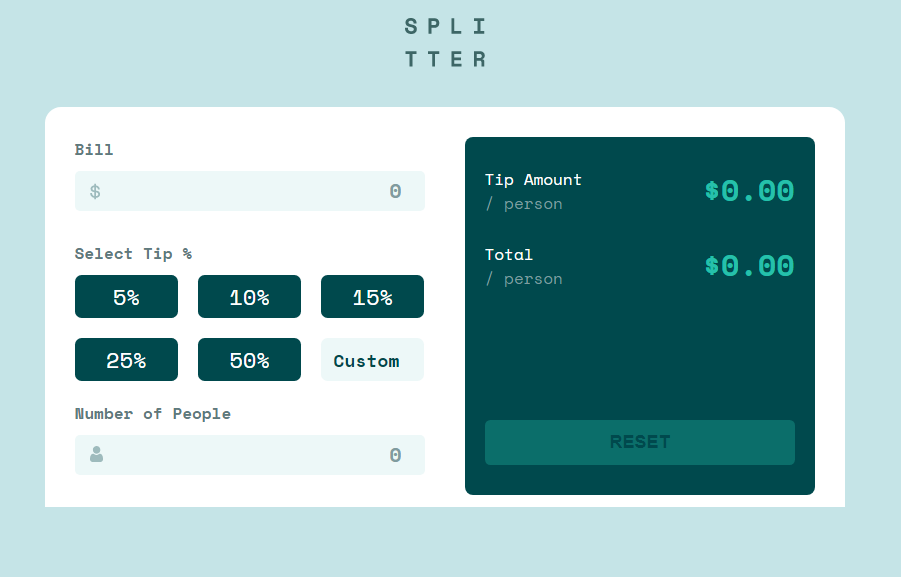 SPLI
TTER
Bill
$ 0
Select Tip %
5% 10% 15%
25% 50% Custom
Number of People
0
Tip Amount
/ person
$0.00
Total
/ person
$0.00
RESET